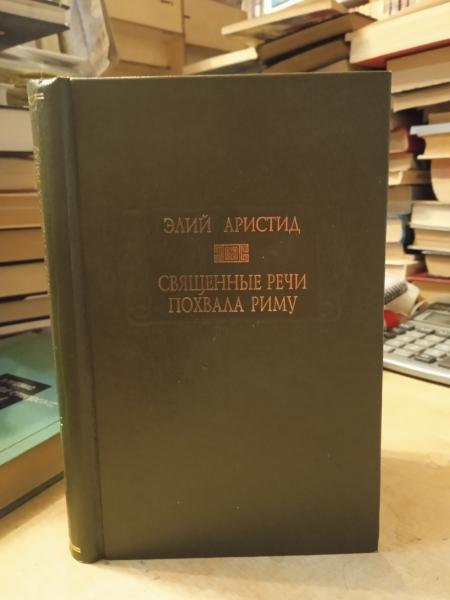 ЭЛИЙ АРИСТИД
СВЯЩЕННЫЕ РЕЧИ
ПОХВАЛА РИМУ